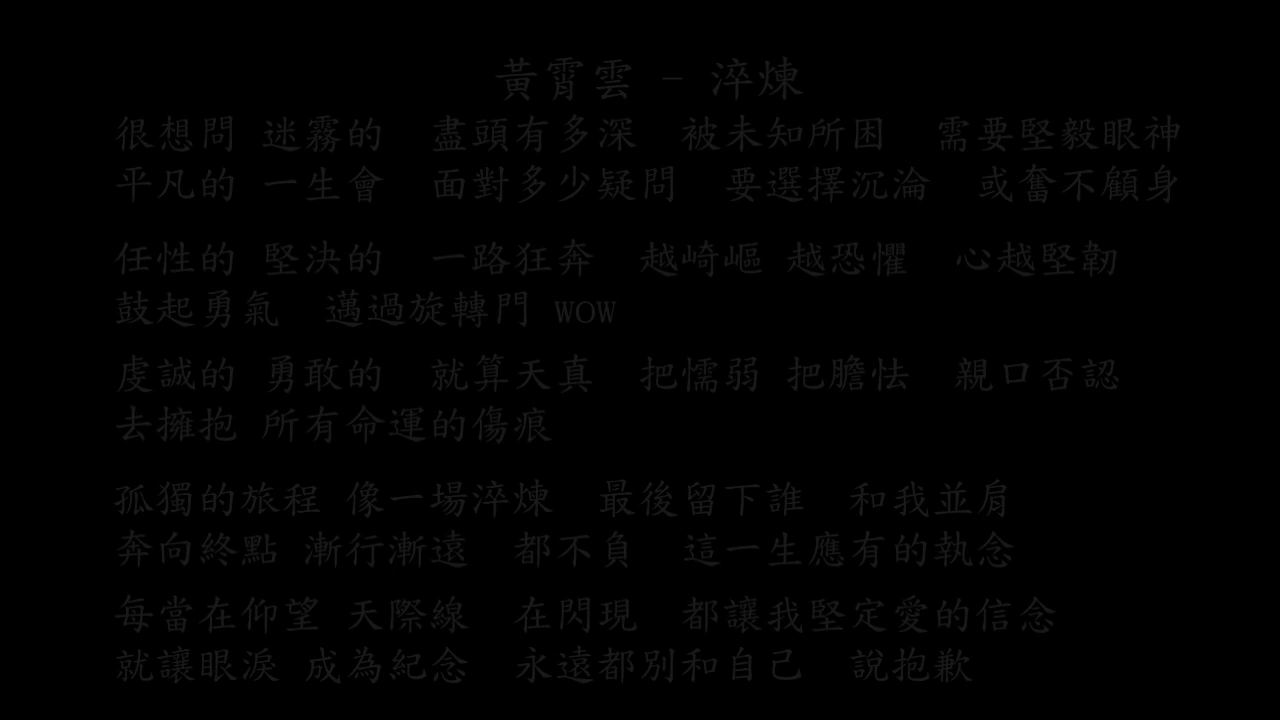 黃霄雲 - 淬煉
很想問 迷霧的　盡頭有多深　被未知所困　需要堅毅眼神
平凡的 一生會　面對多少疑問　要選擇沉淪　或奮不顧身
任性的 堅決的　一路狂奔　越崎嶇 越恐懼　心越堅韌
鼓起勇氣　邁過旋轉門 WOW
虔誠的 勇敢的　就算天真　把懦弱 把膽怯　親口否認
去擁抱 所有命運的傷痕
孤獨的旅程 像一場淬煉　最後留下誰　和我並肩
奔向終點 漸行漸遠　都不負　這一生應有的執念
每當在仰望 天際線　在閃現　都讓我堅定愛的信念
就讓眼淚 成為紀念　永遠都別和自己　說抱歉